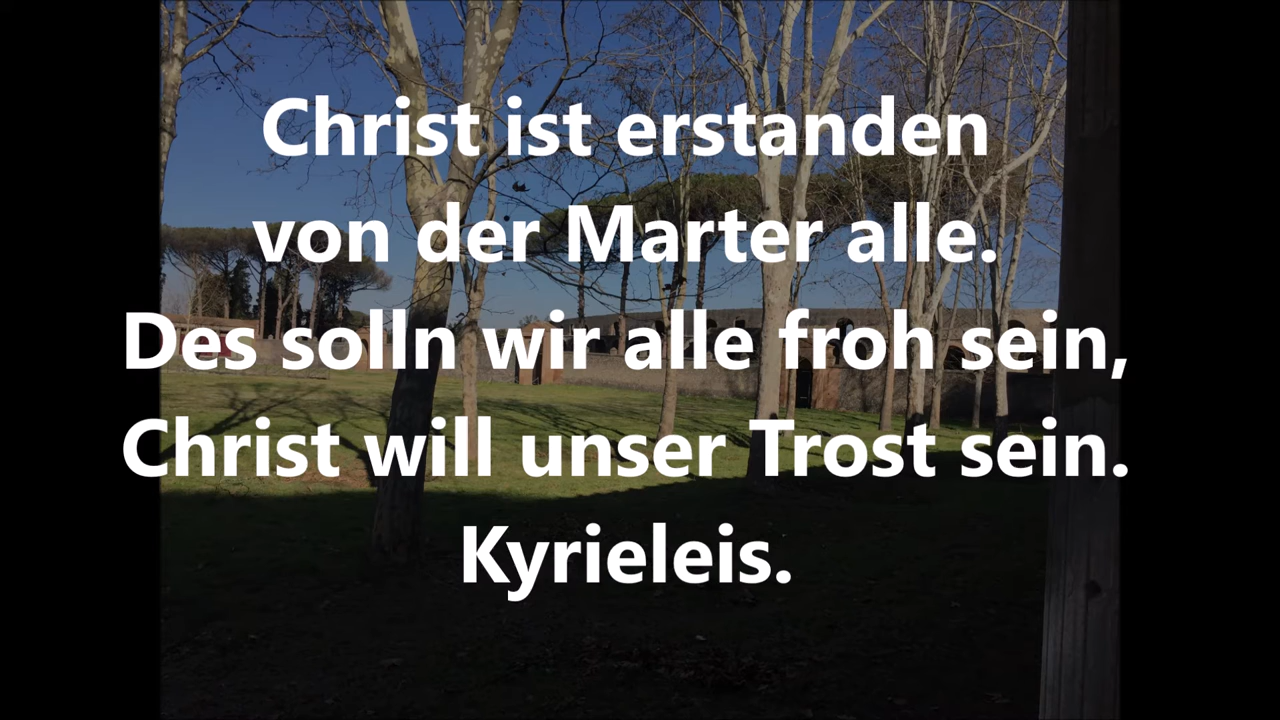 Christ ist erstanden
von der Marter alle.
Des solln wir alle froh sein,
Christ will unser Trost sein.
Kyrieleis.